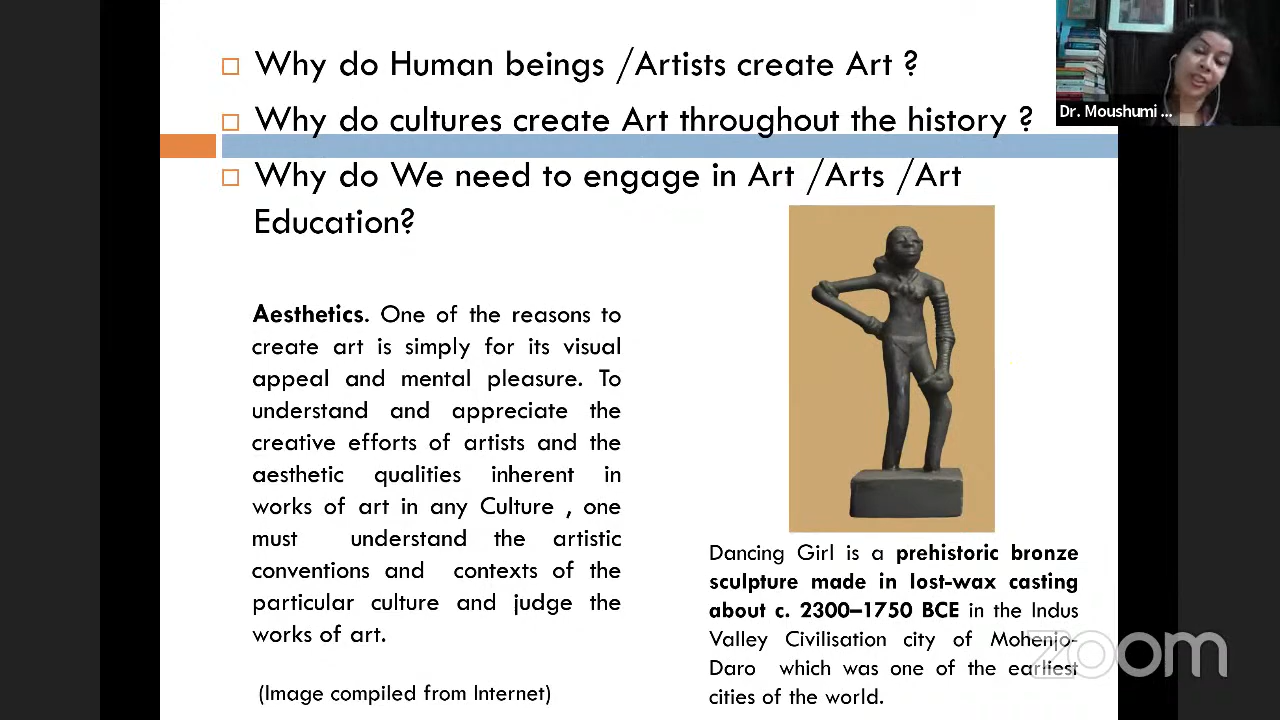 Why do Human beings /Artists create Art ?
Why do cultures create Art throughout the history ?
Why do We need to engage in Art /Arts /Art
Education?
Aesthetics. One of the reasons to
create art is simply for its visual
appeal and mental pleasure. To
understand and appreciate the
creative efforts of artists and the
aesthetic qualities inherent in
works of art in any Culture , one
must understand the artistic
conventions and contexts of the
particular culture and judge the
works of art.
(Image compiled from Internet)
Dancing Girl is a prehistoric bronze
sculpture made in lost-wax casting
about c. 2300–1750 BCE in the Indus
Valley Civilisation city of Mohenjo-
Daro which was one of the earliest
cities of the world.
Dr. Moushumi ...
zoom